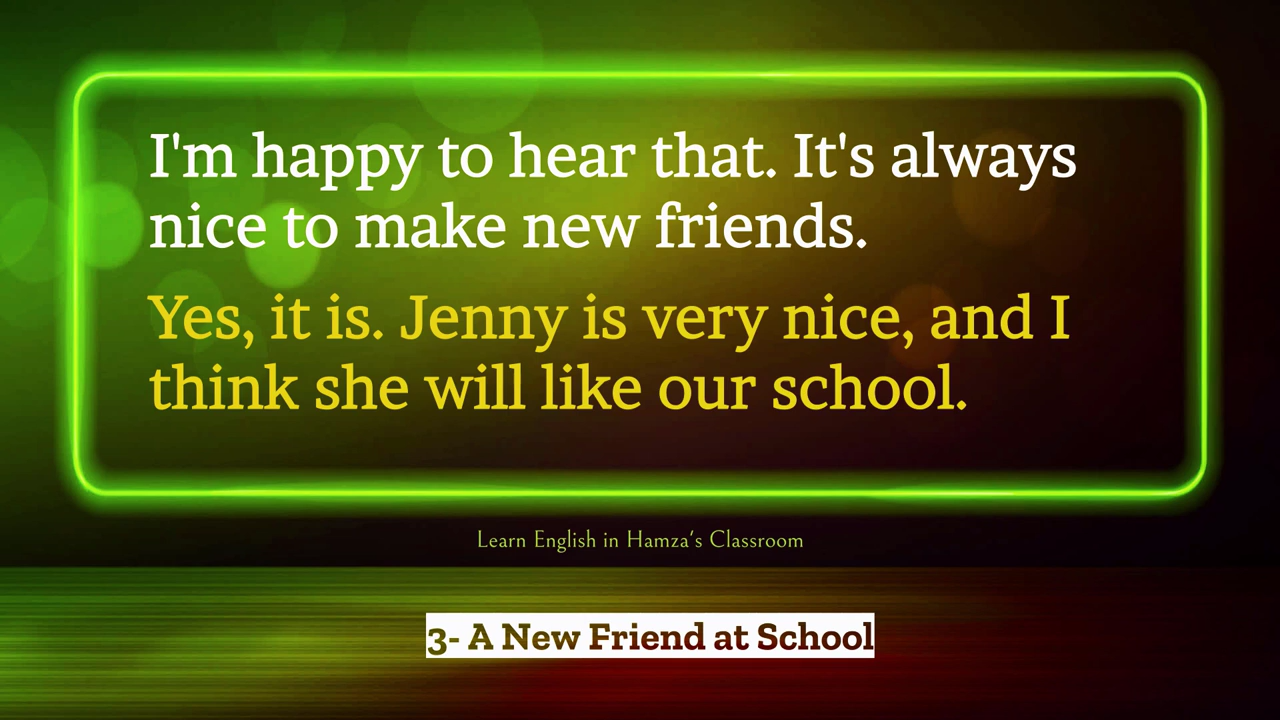 I'm happy to hear that. It's always
nice to make new friends.
Yes, it is. Jenny is very nice, and I
think she will like our school.
Learn English in Hamza's Classroom
3- A New Friend at School